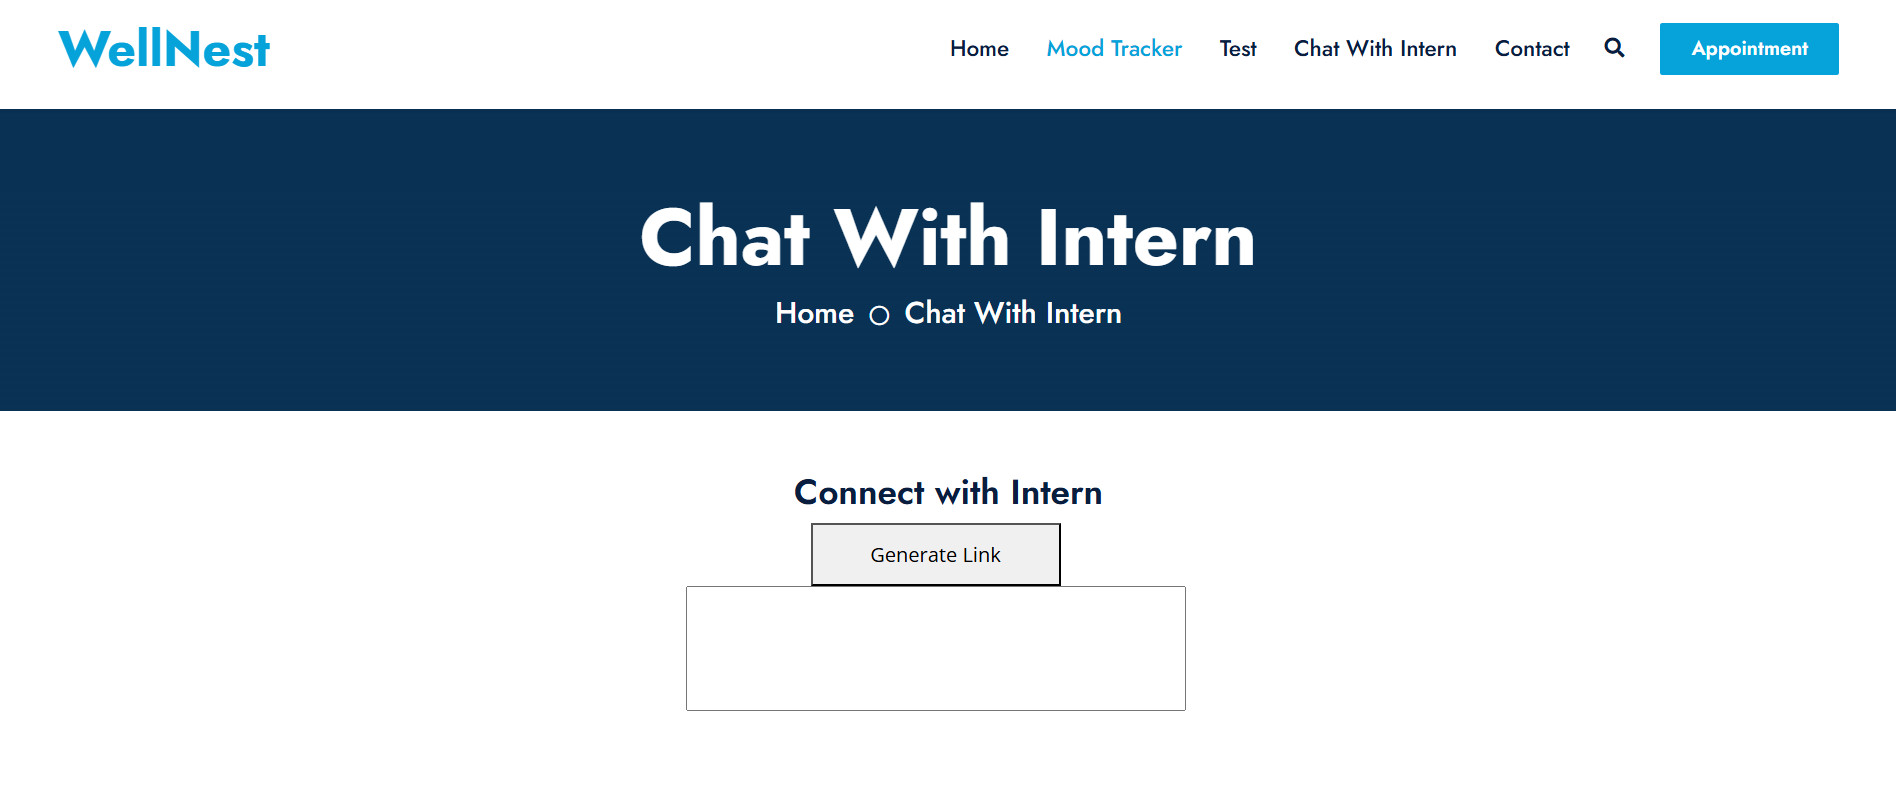 WellNest Home Mood Tracker Test Chat With Intern Contact Appointment
Chat With Intern
Home Chat With Intern
Connect with Intern
Generate Link